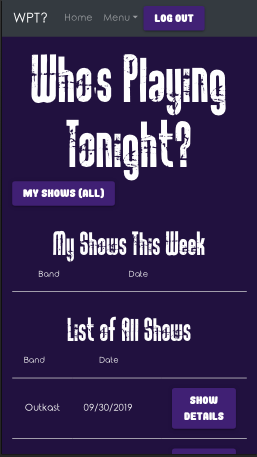 WPT? Home Menu LOG OUT
Who's Playing
Tonight?
MY SHOWS (ALL)
My Shows This Week
Band Date
List of All Shows
Band Date
Outkast 09/30/2019 SHOW
DETAILS